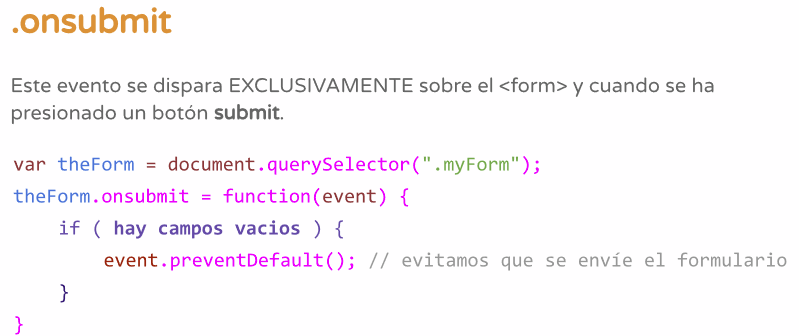 .onsubmit
Este evento se dispara EXCLUSIVAMENTE sobre el <form> y cuando se ha
presionado un botón submit.
var theForm = document.querySelector(".myForm");
theForm.onsubmit = function(event) {
if ( hay campos vacios ) {
event.preventDefault(); // evitamos que se envíe el formulario
}
}